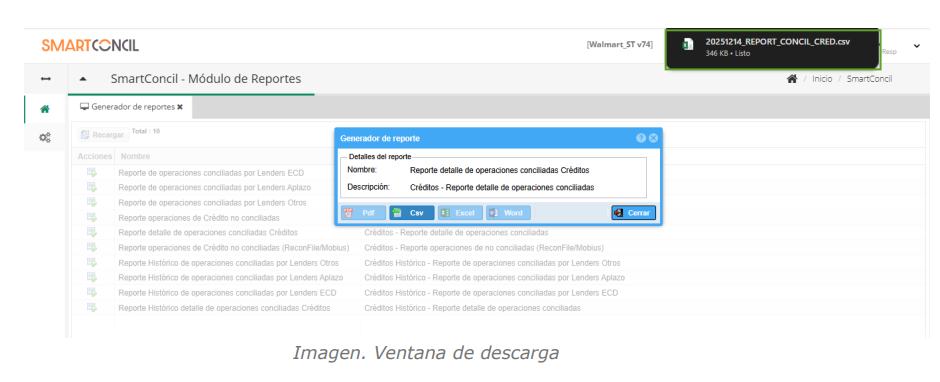 SMARTCONCIL
[Walmart_ST v74]
20251214_REPORT_CONCIL_CRED.csv
346 KB • Listo
Resp
SmartConcil - Módulo de Reportes
/ Inicio / SmartConcil
Generador de reportes
Recargar Total : 10
Acciones Nombre
Reporte de operaciones conciliadas por Lenders ECD
Reporte de operaciones conciliadas por Lenders Aplazo
Reporte de operaciones conciliadas por Lenders Otros
Reporte operaciones de Crédito no conciliadas
Reporte detalle de operaciones conciliadas Créditos Créditos - Reporte detalle de operaciones conciliadas
Reporte operaciones de Crédito no conciliadas (ReconFile/Mobius) Créditos - Reporte operaciones de no conciliadas (ReconFile/Mobius)
Reporte Histórico de operaciones conciliadas por Lenders Otros Créditos Histórico - Reporte de operaciones conciliadas por Lenders Otros
Reporte Histórico de operaciones conciliadas por Lenders Aplazo Créditos Histórico - Reporte de operaciones conciliadas por Lenders Aplazo
Reporte Histórico de operaciones conciliadas por Lenders ECD Créditos Histórico - Reporte de operaciones conciliadas por Lenders ECD
Reporte Histórico detalle de operaciones conciliadas Créditos Créditos Histórico - Reporte detalle de operaciones conciliadas
Generador de reporte
Detalles del reporte
Nombre: Reporte detalle de operaciones conciliadas Créditos
Descripción: Créditos - Reporte detalle de operaciones conciliadas
Pdf Csv Excel Word Cerrar
Imagen. Ventana de descarga